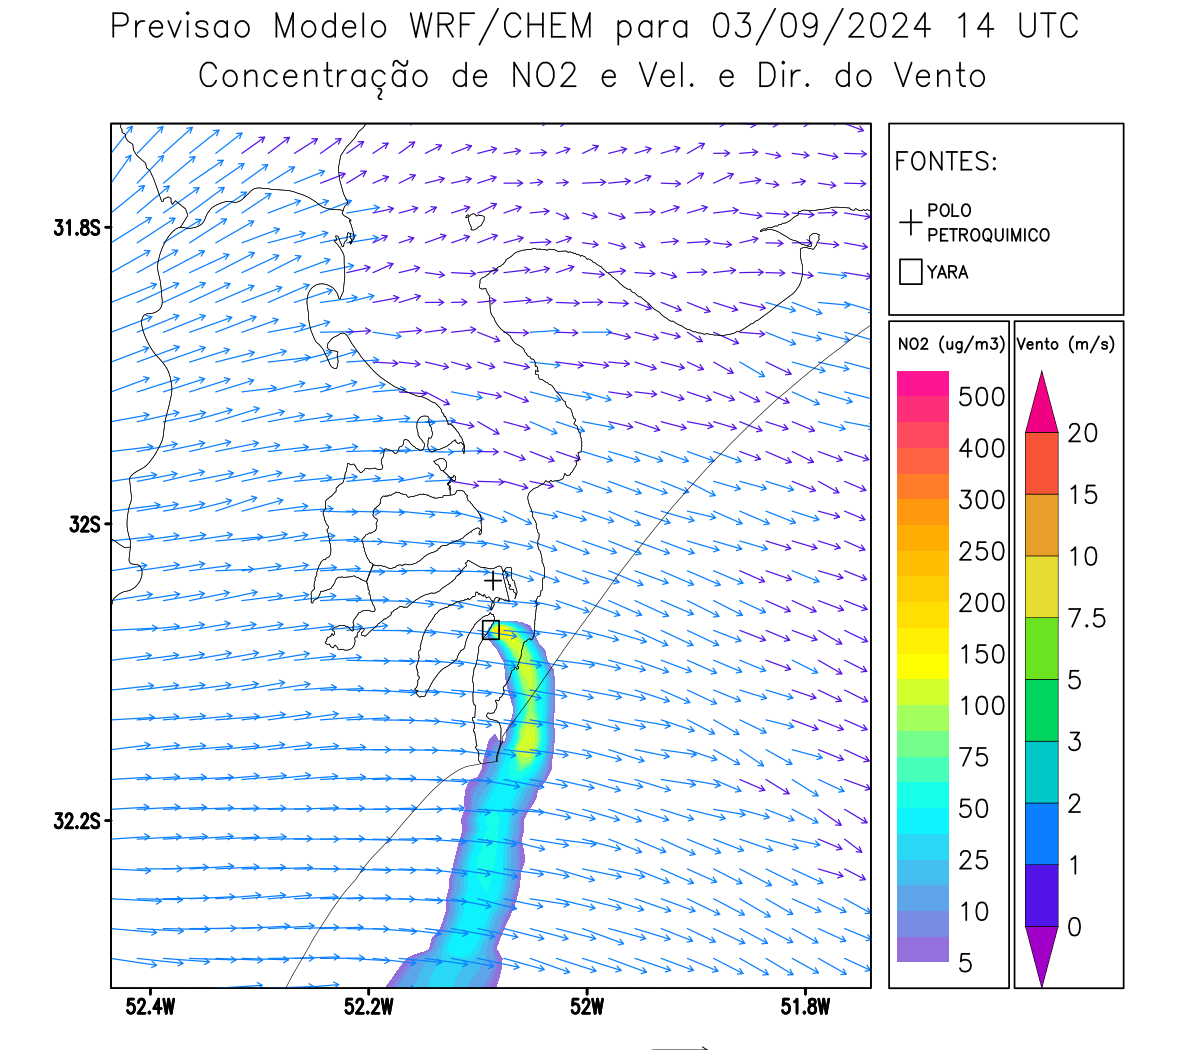 Previsao Modelo WRF/CHEM para 03/09/2024 14 UTC
Concentração de NO2 e Vel. e Dir. do Vento
FONTES:
POLO
PETROQUIMICO
YARA
NO2 (ug/m3)
500
400
300
250
200
150
100
75
50
25
10
5
Vento (m/s)
20
15
10
7.5
5
3
2
1
0
31.8S
32S
32.2S
52.4W 52.2W 52W 51.8W